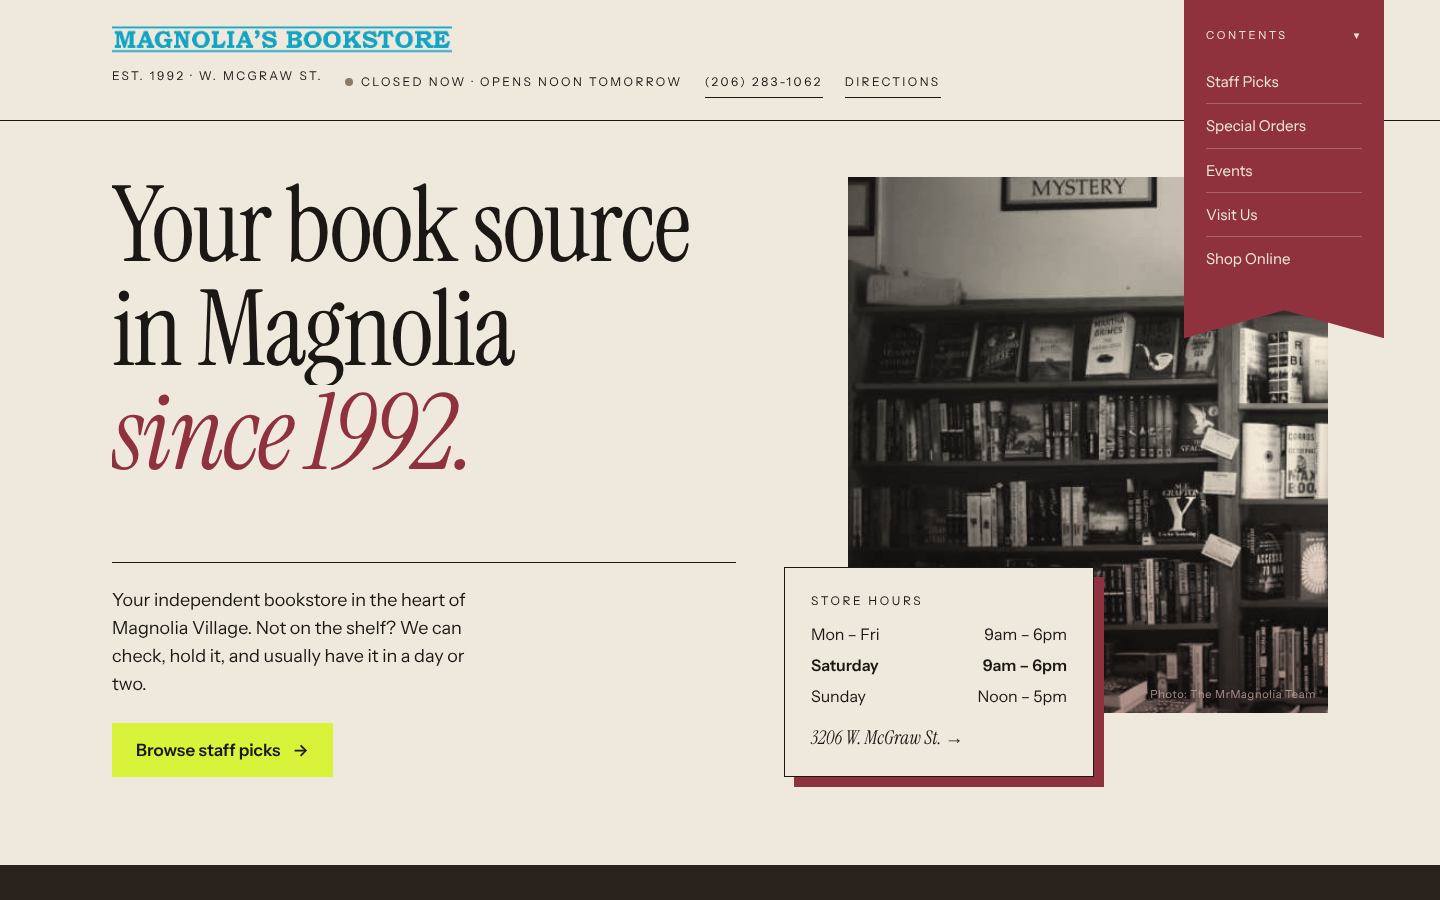 MAGNOLIA’S BOOKSTORE
EST. 1992 · W. MCGRAW ST.
CLOSED NOW · OPENS NOON TOMORROW
(206) 283-1062
DIRECTIONS
CONTENTS ▾
Staff Picks
Special Orders
Events
Visit Us
Shop Online
Your book source
in Magnolia
since 1992.
Your independent bookstore in the heart of
Magnolia Village. Not on the shelf? We can
check, hold it, and usually have it in a day or
two.
Browse staff picks →
MYSTERY
MARTHA
GRIMES
Y
STORE HOURS
Mon – Fri 9am – 6pm
Saturday 9am – 6pm
Sunday Noon – 5pm
3206 W. McGraw St. →
Photo: The MrMagnolia Team